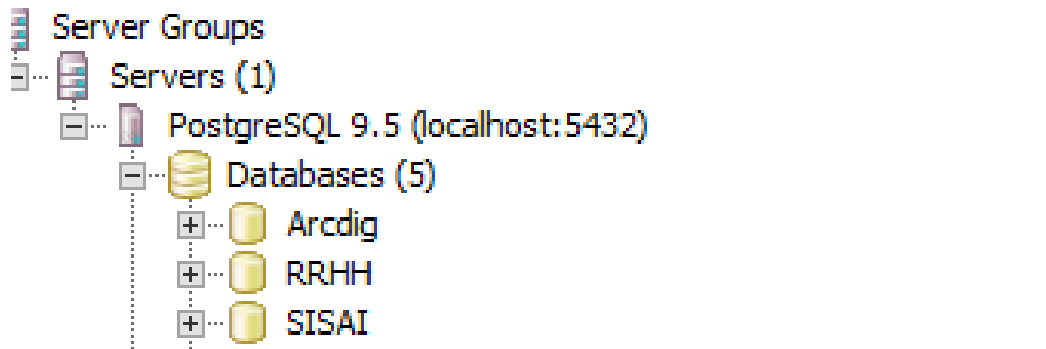 Server Groups
Servers (1)
PostgreSQL 9.5 (localhost:5432)
Databases (5)
Arcdig
RRHH
SISAI